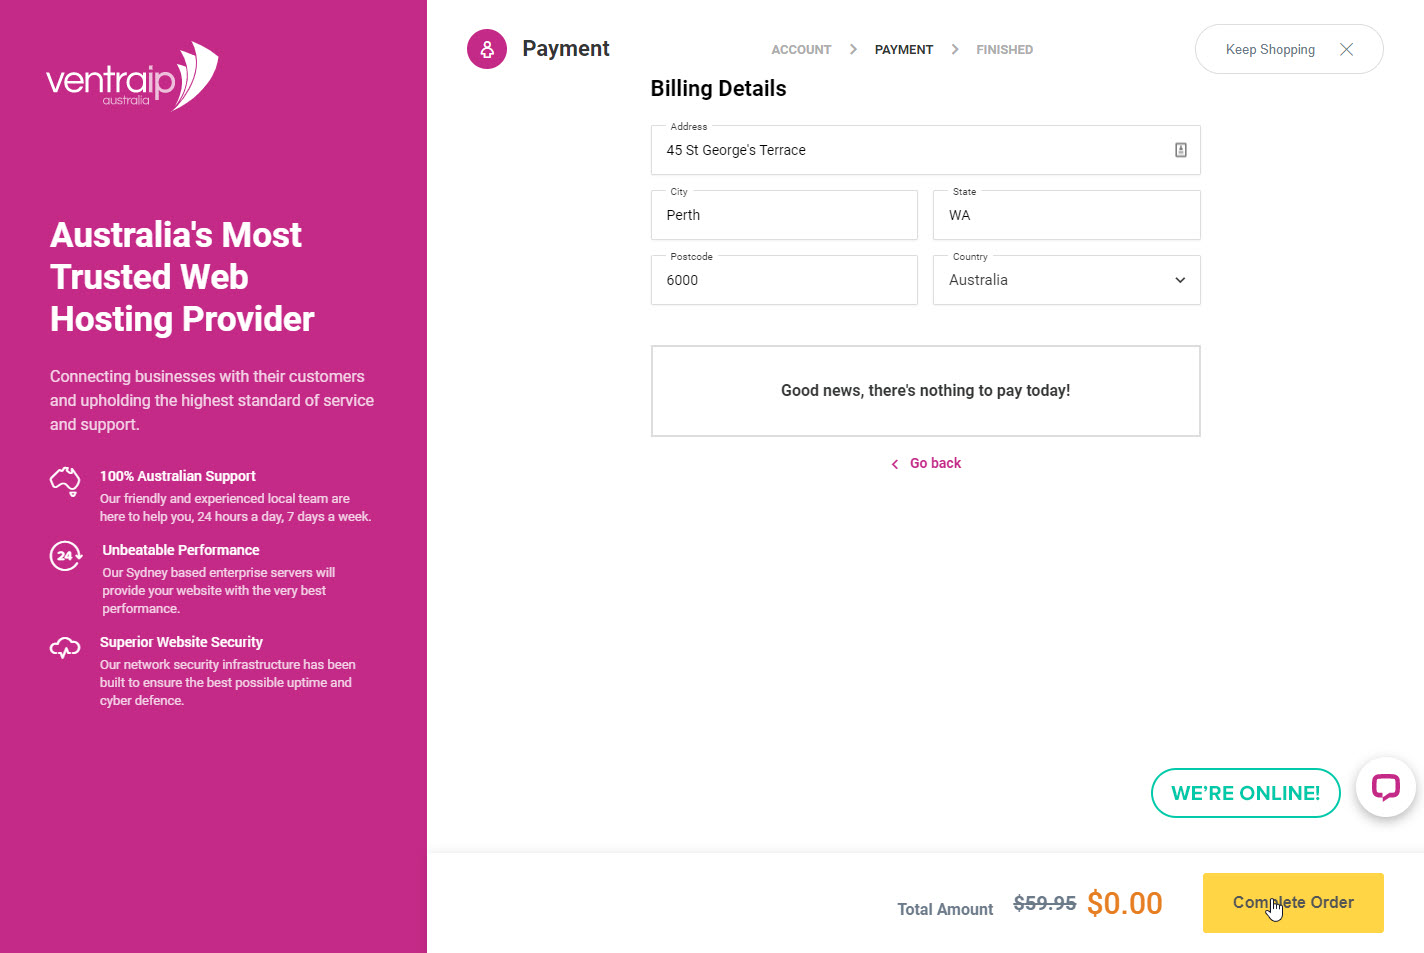 ventraip
australia
Australia's Most
Trusted Web
Hosting Provider
Connecting businesses with their customers
and upholding the highest standard of service
and support.
100% Australian Support
Our friendly and experienced local team are
here to help you, 24 hours a day, 7 days a week.
24
Unbeatable Performance
Our Sydney based enterprise servers will
provide your website with the very best
performance.
Superior Website Security
Our network security infrastructure has been
built to ensure the best possible uptime and
cyber defence.
Payment
ACCOUNT > PAYMENT > FINISHED
Keep Shopping
Billing Details
Address
45 St George's Terrace
City
Perth
State
WA
Postcode
6000
Country
Australia
Good news, there's nothing to pay today!
Go back
WE'RE ONLINE!
Total Amount $59.95 $0.00
Complete Order